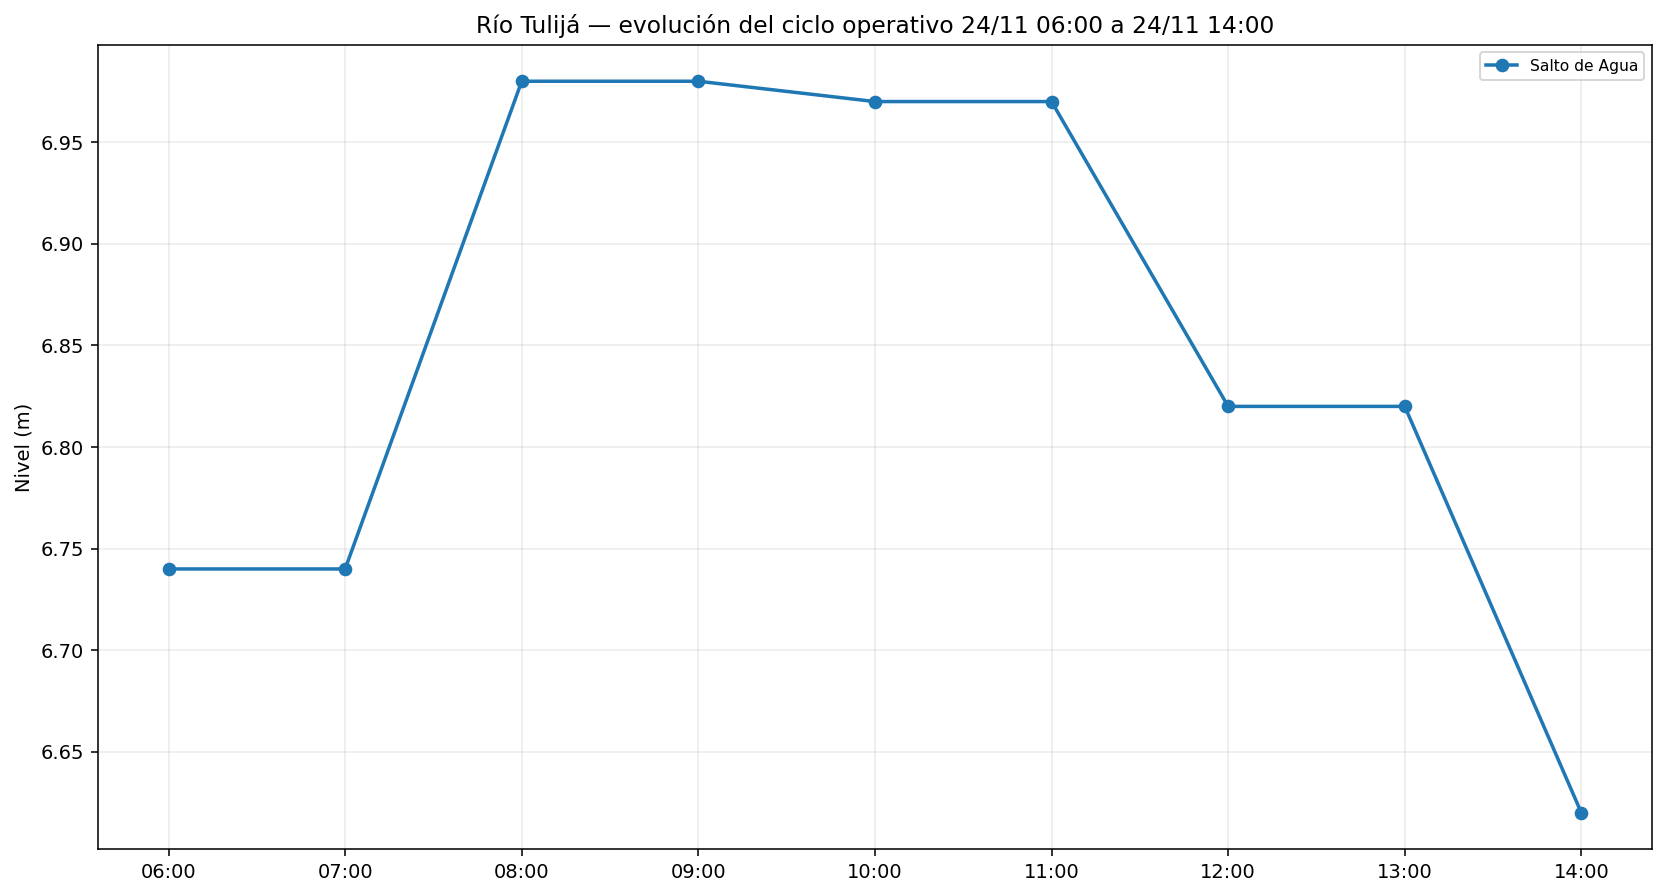 Río Tulijá — evolución del ciclo operativo 24/11 06:00 a 24/11 14:00
Salto de Agua
Nivel (m)
6.95
6.90
6.85
6.80
6.75
6.70
6.65
06:00 07:00 08:00 09:00 10:00 11:00 12:00 13:00 14:00